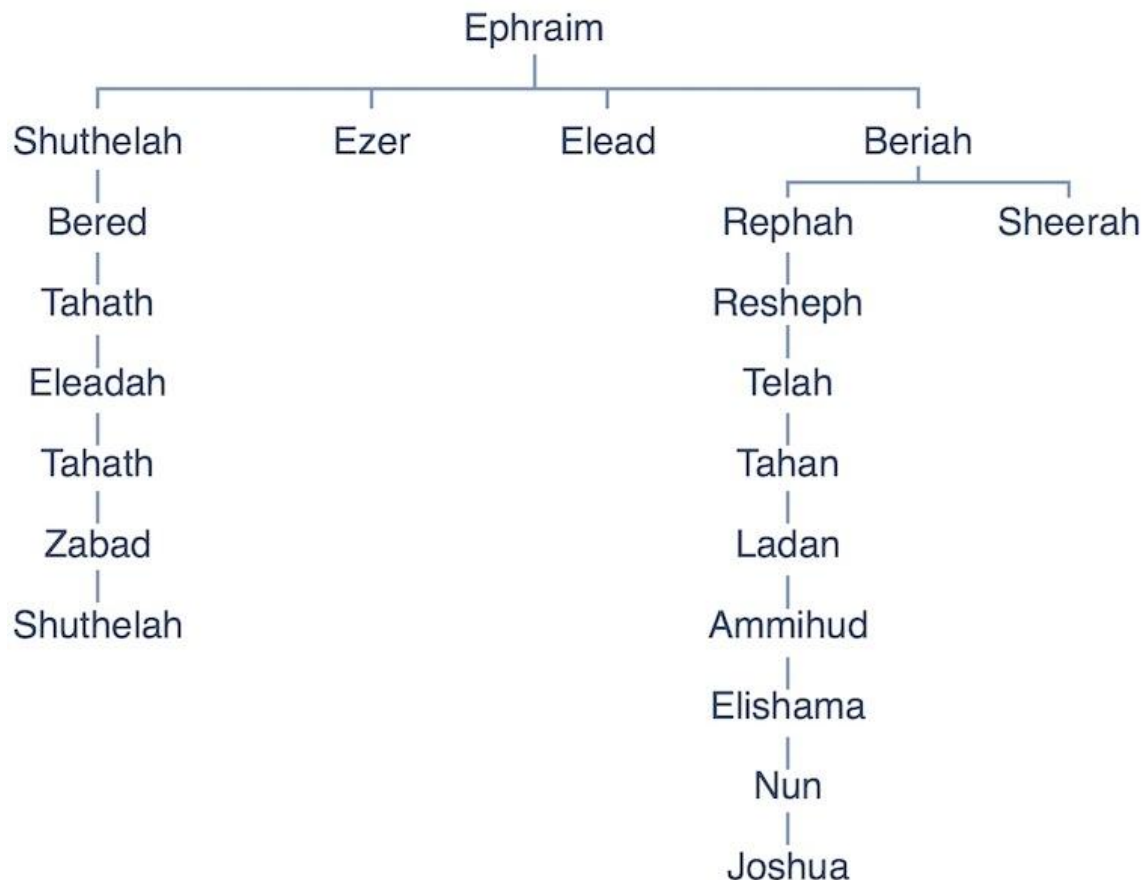 Ephraim
Shuthelah Ezer Elead Beriah
Bered Rephah Sheerah
Tahath Resheph
Eleadah Telah
Tahath Tahan
Zabad Ladan
Shuthelah Ammihud
Elishama
Nun
Joshua